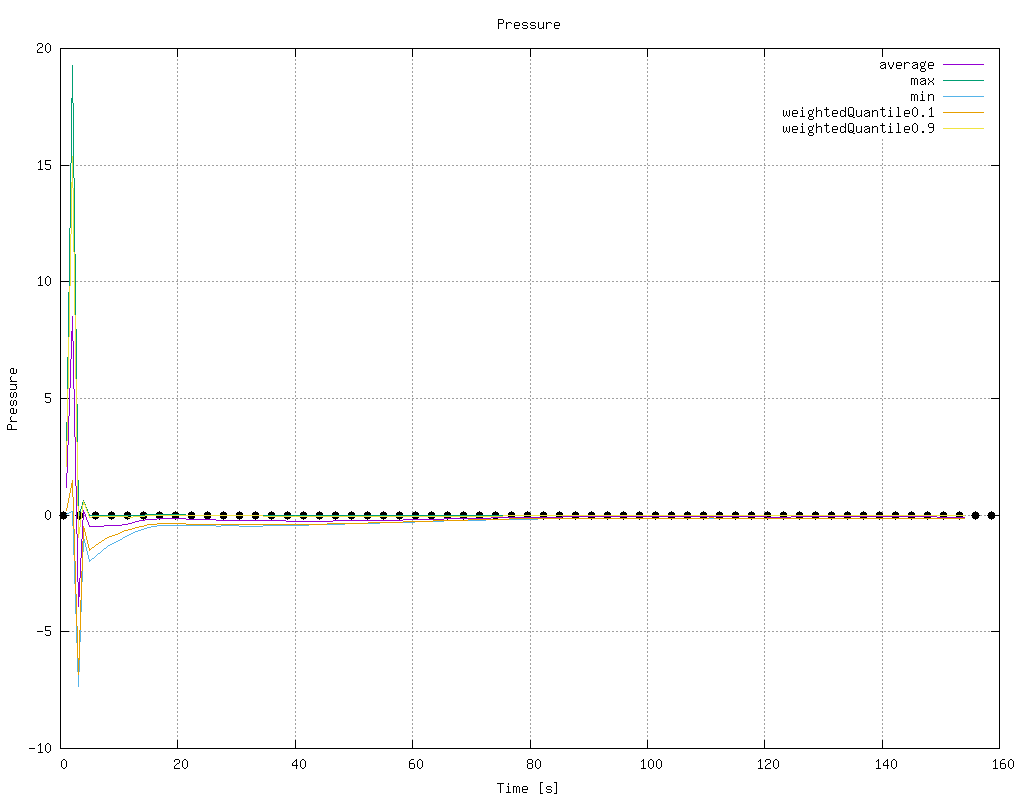 Pressure
20
15
10
5
0
-5
-10
Pressure
average
max
min
weightedQuantile0.1
weightedQuantile0.9
0 20 40 60 80 100 120 140 160
Time [s]